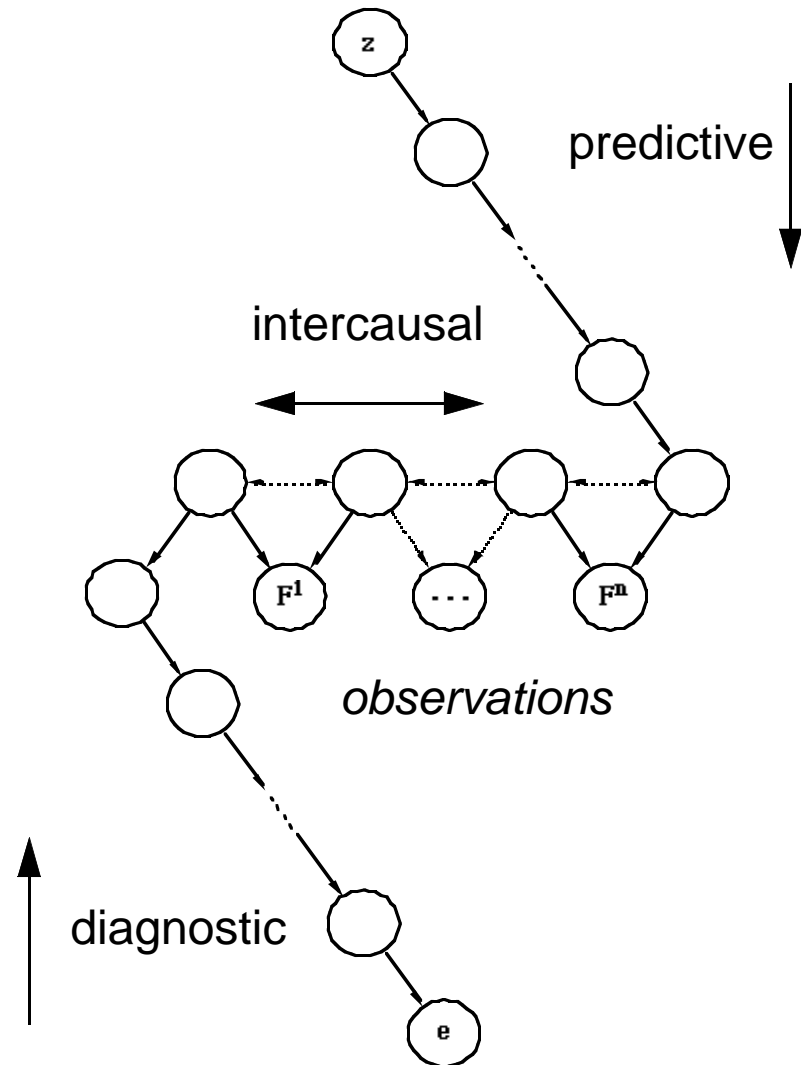 z
predictive
intercausal
F¹ ... Fⁿ
observations
diagnostic
e